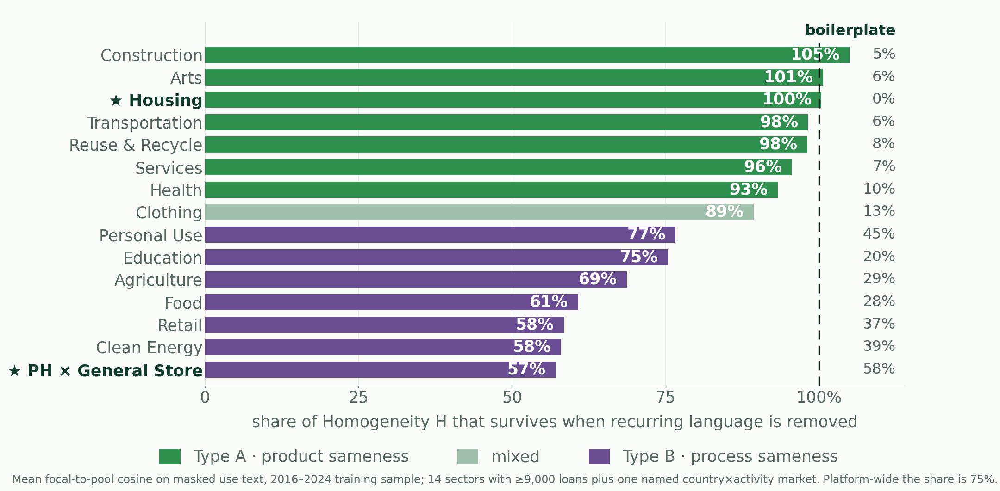 boilerplate
Construction 105% 5%
Arts 101% 6%
★ Housing 100% 0%
Transportation 98% 6%
Reuse & Recycle 98% 8%
Services 96% 7%
Health 93% 10%
Clothing 89% 13%
Personal Use 77% 45%
Education 75% 20%
Agriculture 69% 29%
Food 61% 28%
Retail 58% 37%
Clean Energy 58% 39%
★ PH × General Store 57% 58%
0 25 50 75 100%
share of Homogeneity H that survives when recurring language is removed
Type A · product sameness mixed Type B · process sameness
Mean focal-to-pool cosine on masked use text, 2016–2024 training sample; 14 sectors with ≥9,000 loans plus one named country×activity market. Platform-wide the share is 75%.